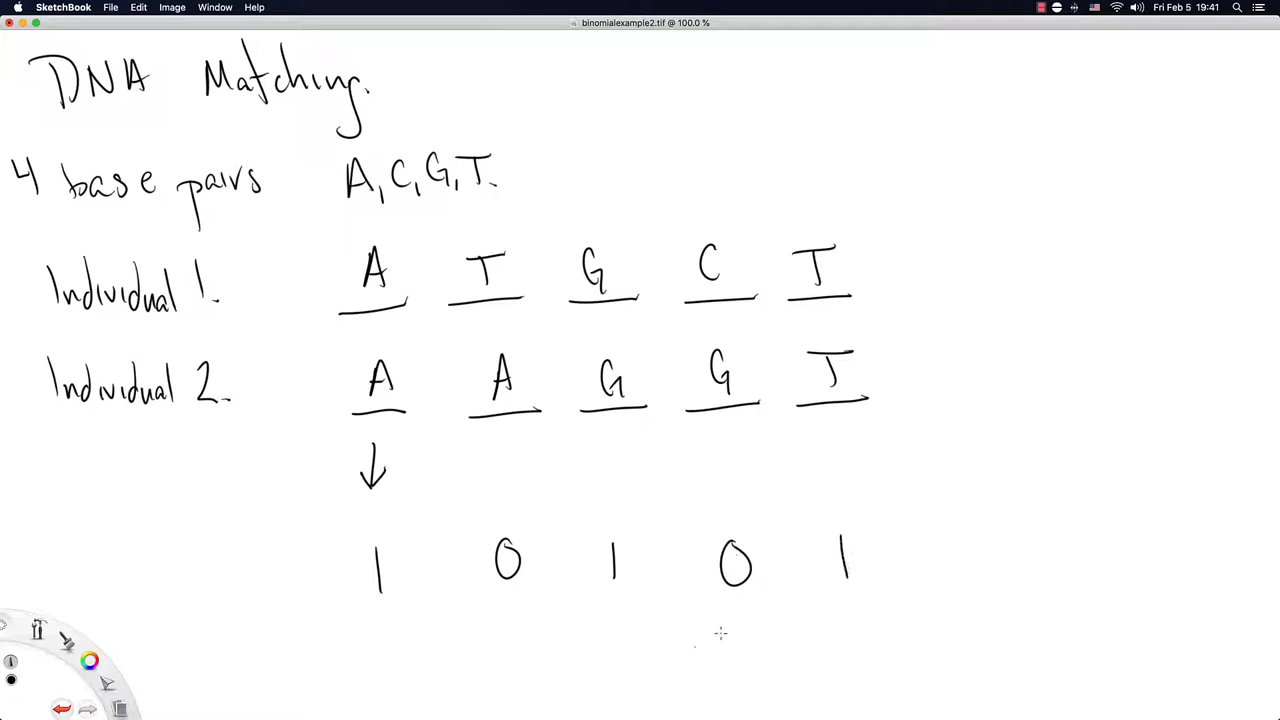 SketchBook File Edit Image Window Help Fri Feb 5 19:41
binomialexample2.tif @ 100.0 %
DNA Matching.
4 base pairs A, C, G, T.
Individual 1. A T G C T
Individual 2. A A G G T
1 0 1 0 1